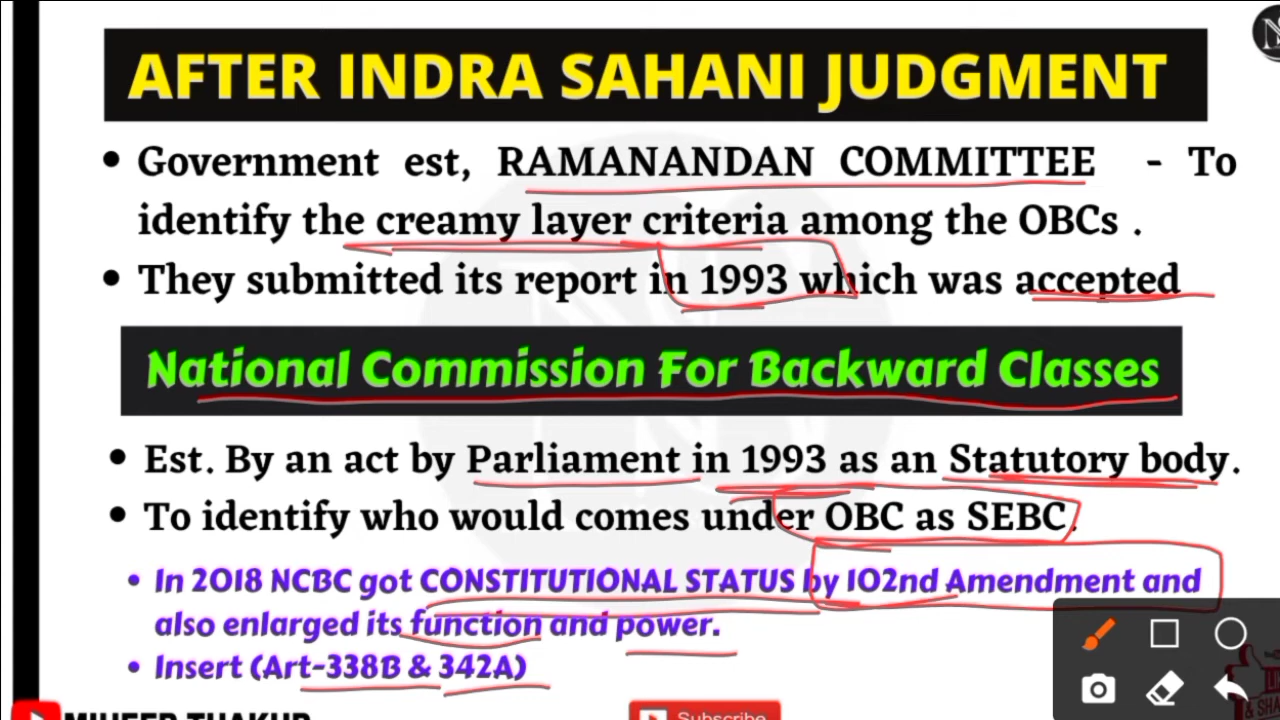 AFTER INDRA SAHANI JUDGMENT
• Government est, RAMANANDAN COMMITTEE - To
identify the creamy layer criteria among the OBCs .
• They submitted its report in 1993 which was accepted
National Commission For Backward Classes
• Est. By an act by Parliament in 1993 as an Statutory body.
• To identify who would comes under OBC as SEBC.
• In 2018 NCBC got CONSTITUTIONAL STATUS by 102nd Amendment and
also enlarged its function and power.
• Insert (Art-338B & 342A)
Subscribe